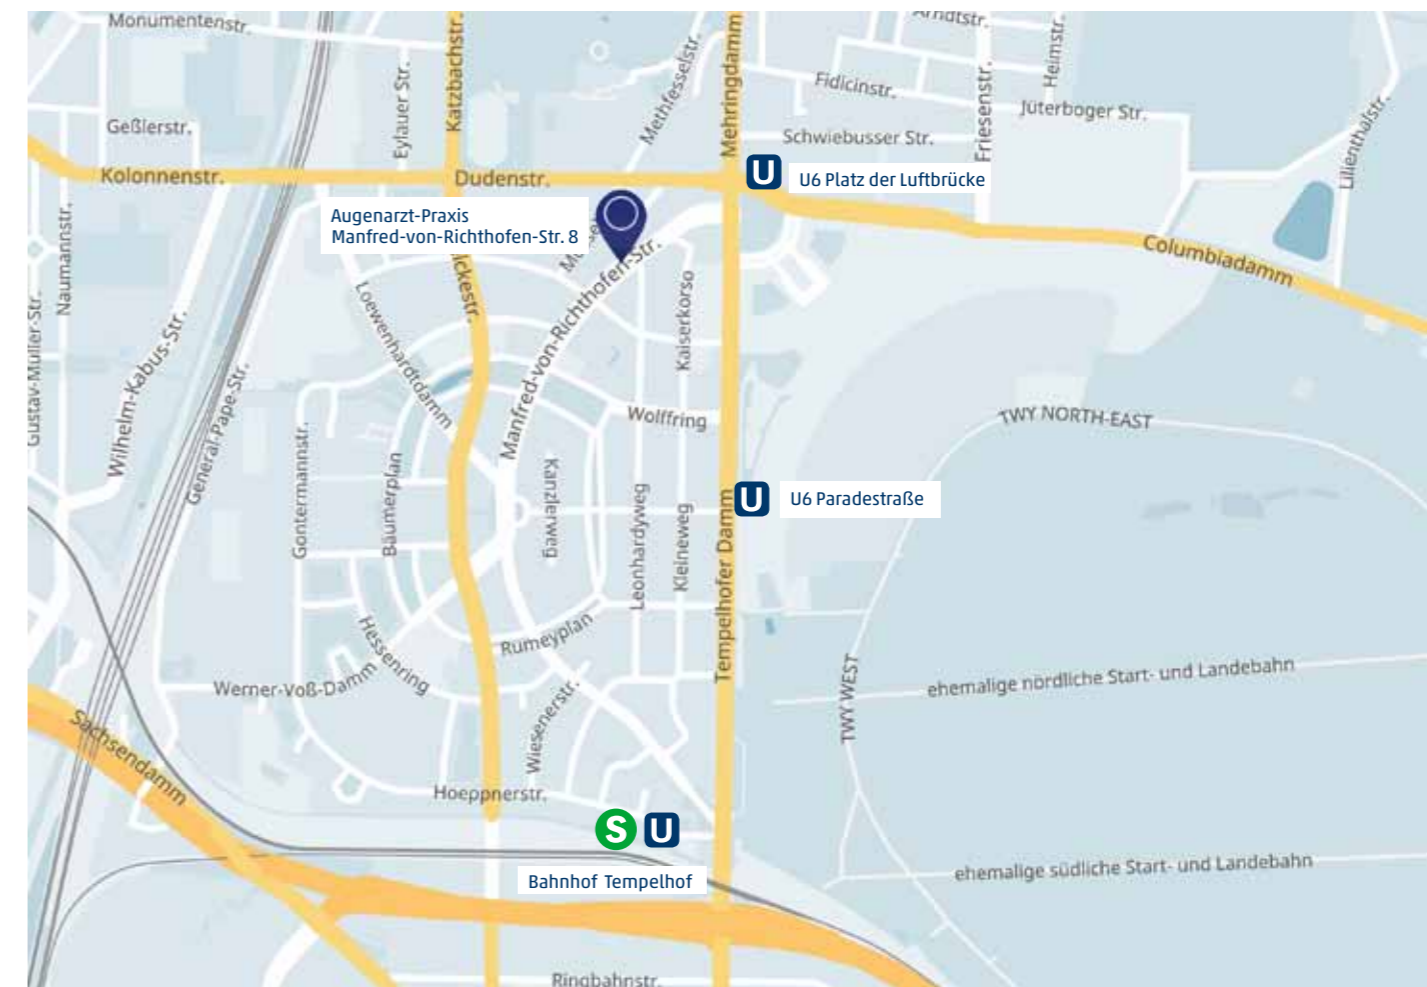 Monumentenstr.
Katzbachstr.
Eylauer Str.
Methfesselstr.
Mehringdamm
Arndtstr.
Heimstr.
Fidicinstr.
Friesenstr.
Jüterboger Str.
Lilienthalstr.
Geßlerstr.
Schwiebusser Str.
Kolonnenstr.
Dudenstr.
U
U6 Platz der Luftbrücke
Augenarzt-Praxis
Manfred-von-Richthofen-Str. 8
Naumannstr.
Columbiadamm
ickestr.
Manfred-von-Richthofen-Str.
Kaiserkorso
Loewenhardtdamm
Gustav-Müller-Str.
Wilhelm-Kabus-Str.
General-Pape-Str.
Wolffring
TWY NORTH-EAST
Gontermannstr.
Bäumerplan
Kanzlerweg
Leonhardyweg
Kleineweg
Tempelhofer Damm
U
U6 Paradestraße
Hessenring
Rumeyplan
Werner-Voß-Damm
Wiesenerstr.
TWY WEST
ehemalige nördliche Start- und Landebahn
Sachsendamm
Hoeppnerstr.
S U
Bahnhof Tempelhof
ehemalige südliche Start- und Landebahn
Ringbahnstr.